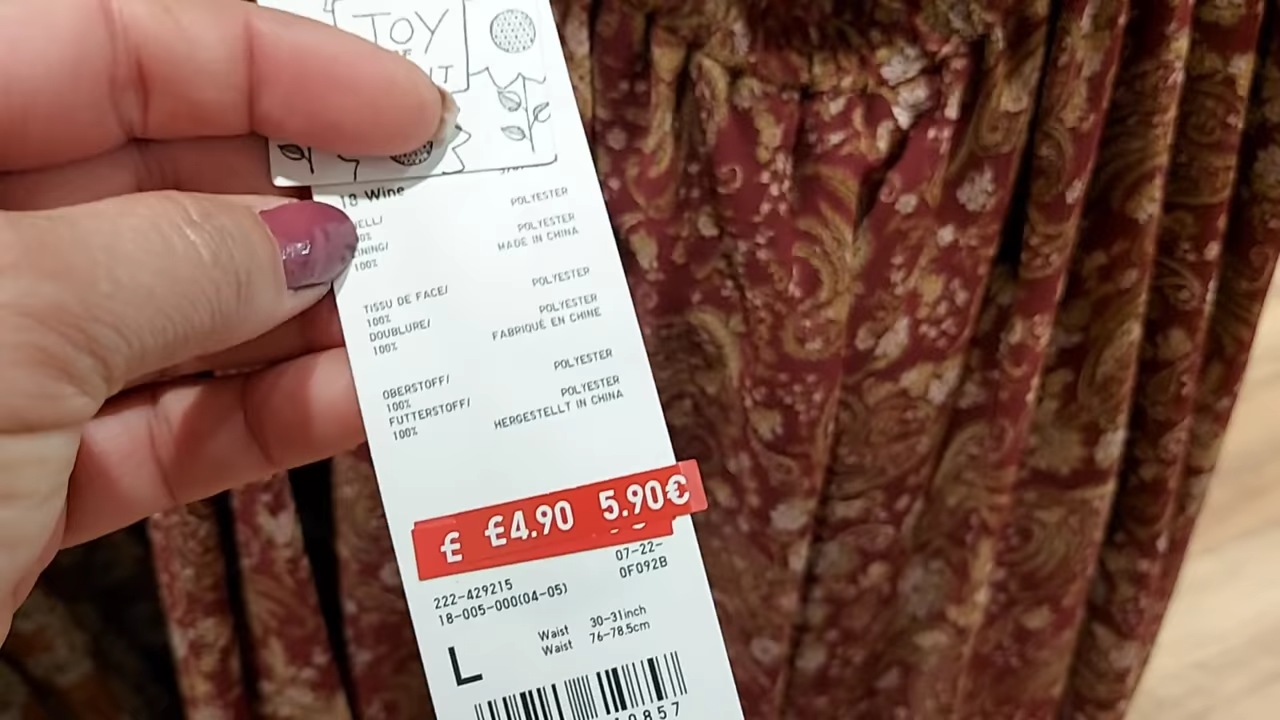 TOY
18 Wine
POLYESTER
100%
POLYESTER
MADE IN CHINA
TISSU DE FACE/
100%
POLYESTER
DOUBLURE/
100%
POLYESTER
FABRIQUÉ EN CHINE
OBERSTOFF/
100%
POLYESTER
FUTTERSTOFF/
100%
POLYESTER
HERGESTELLT IN CHINA
£ £4.90 5.90€
07-22-
0F092B
222-429215
18-005-000(04-05)
L
Waist 30-31inch
Waist 76-78.5cm